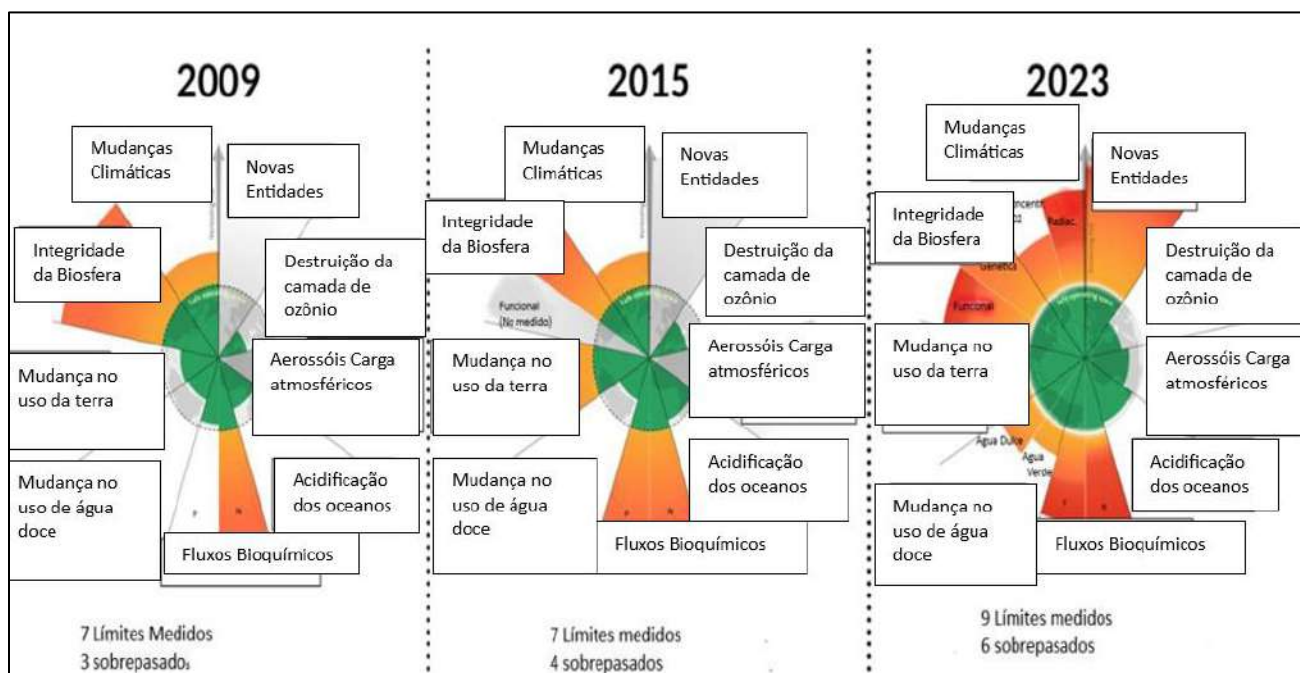 2009
Mudanças
Climáticas
Novas
Entidades
Integridade
da Biosfera
Destruição da
camada de
ozônio
Mudança no
uso da terra
Aerossóis Carga
atmosféricos
Mudança no
uso de água
doce
P
N
Acidificação
dos oceanos
Fluxos Bioquímicos
7 Límites Medidos
3 sobrepasados
2015
Mudanças
Climáticas
Novas
Entidades
Integridade
da Biosfera
Destruição da
camada de
ozônio
Funcional
(No medido)
Mudança no
uso da terra
Aerossóis Carga
atmosféricos
Mudança no
uso de água
doce
P
N
Acidificação
dos oceanos
Fluxos Bioquímicos
7 Límites medidos
4 sobrepasados
2023
Mudanças
Climáticas
Novas
Entidades
Radiac.
Integridade
da Biosfera
Genética
Funcional
Destruição da
camada de
ozônio
Mudança no
uso da terra
Aerossóis Carga
atmosféricos
Agua Dulce
Agua
Verde
Mudança no
uso de água
doce
Acidificação
dos oceanos
Fluxos Bioquímicos
9 Límites medidos
6 sobrepasados